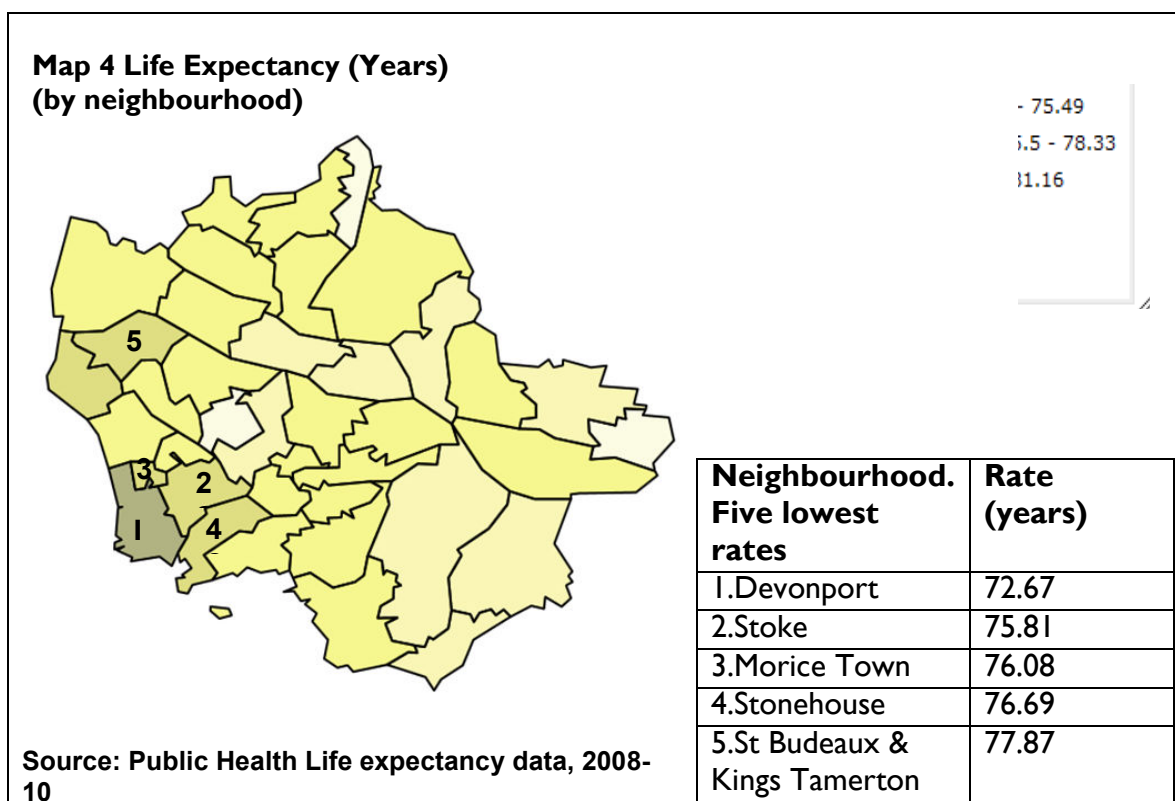 Map 4 Life Expectancy (Years)
(by neighbourhood)
- 75.49
5.5 - 78.33
31.16
5
3
2
1
4
Neighbourhood. Five lowest rates
Rate (years)
1.Devonport 72.67
2.Stoke 75.81
3.Morice Town 76.08
4.Stonehouse 76.69
5.St Budeaux & Kings Tamerton 77.87
Source: Public Health Life expectancy data, 2008-
10